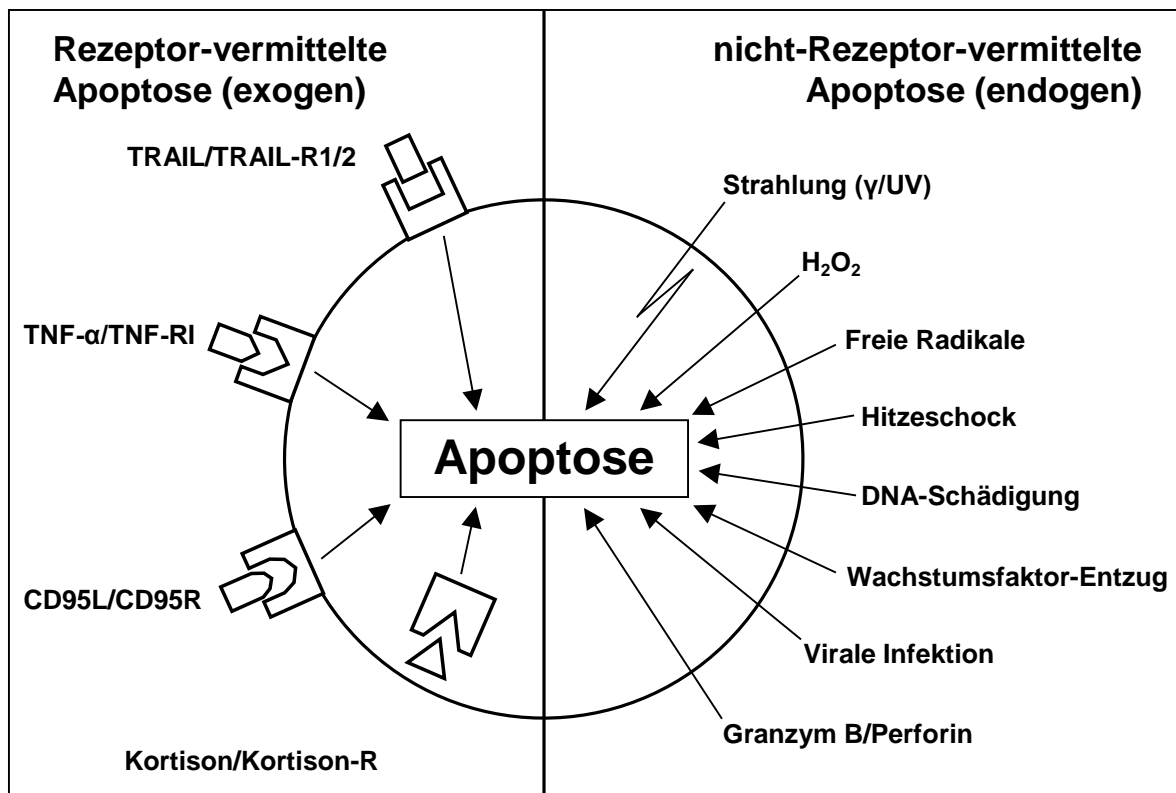 Rezeptor-vermittelte
Apoptose (exogen)
TRAIL/TRAIL-R1/2
TNF-α/TNF-RI
CD95L/CD95R
Kortison/Kortison-R
Apoptose
nicht-Rezeptor-vermittelte
Apoptose (endogen)
Strahlung (γ/UV)
H₂O₂
Freie Radikale
Hitzeschock
DNA-Schädigung
Wachstumsfaktor-Entzug
Virale Infektion
Granzym B/Perforin